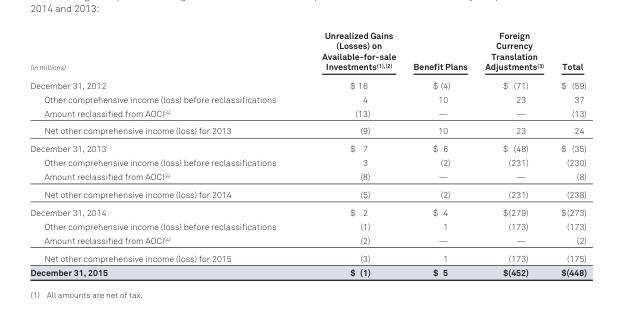 2014 and 2013:
Unrealized Gains
(Losses) on
Available-for-sale
Investments(1),(2)
Benefit Plans
Foreign
Currency
Translation
Adjustments(3)
Total
(in millions)
December 31, 2012 $ 16 $ (4) $ (71) $ (59)
Other comprehensive income (loss) before reclassifications 4 10 23 37
Amount reclassified from AOCI(4) (13) — — (13)
Net other comprehensive income (loss) for 2013 (9) 10 23 24
December 31, 2013 $ 7 $ 6 $ (48) $ (35)
Other comprehensive income (loss) before reclassifications 3 (2) (231) (230)
Amount reclassified from AOCI(4) (8) — — (8)
Net other comprehensive income (loss) for 2014 (5) (2) (231) (238)
December 31, 2014 $ 2 $ 4 $(279) $(273)
Other comprehensive income (loss) before reclassifications (1) 1 (173) (173)
Amount reclassified from AOCI(4) (2) — — (2)
Net other comprehensive income (loss) for 2015 (3) 1 (173) (175)
December 31, 2015 $ (1) $ 5 $(452) $(448)
(1) All amounts are net of tax.